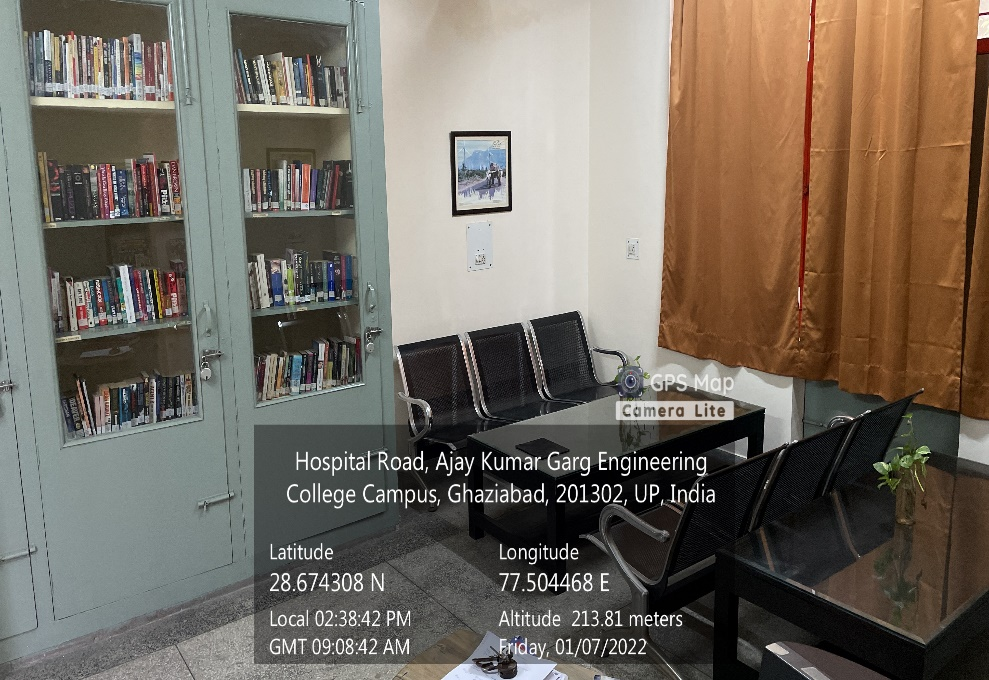 GPS Map
Camera Lite
Hospital Road, Ajay Kumar Garg Engineering
College Campus, Ghaziabad, 201302, UP, India
Latitude
28.674308 N
Longitude
77.504468 E
Local 02:38:42 PM
GMT 09:08:42 AM
Altitude 213.81 meters
Friday, 01/07/2022